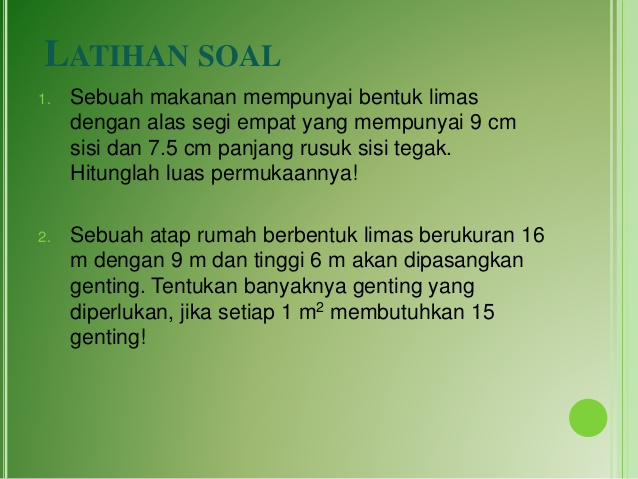 LATIHAN SOAL
1. Sebuah makanan mempunyai bentuk limas
dengan alas segi empat yang mempunyai 9 cm
sisi dan 7.5 cm panjang rusuk sisi tegak.
Hitunglah luas permukaannya!
2. Sebuah atap rumah berbentuk limas berukuran 16
m dengan 9 m dan tinggi 6 m akan dipasangkan
genting. Tentukan banyaknya genting yang
diperlukan, jika setiap 1 m² membutuhkan 15
genting!